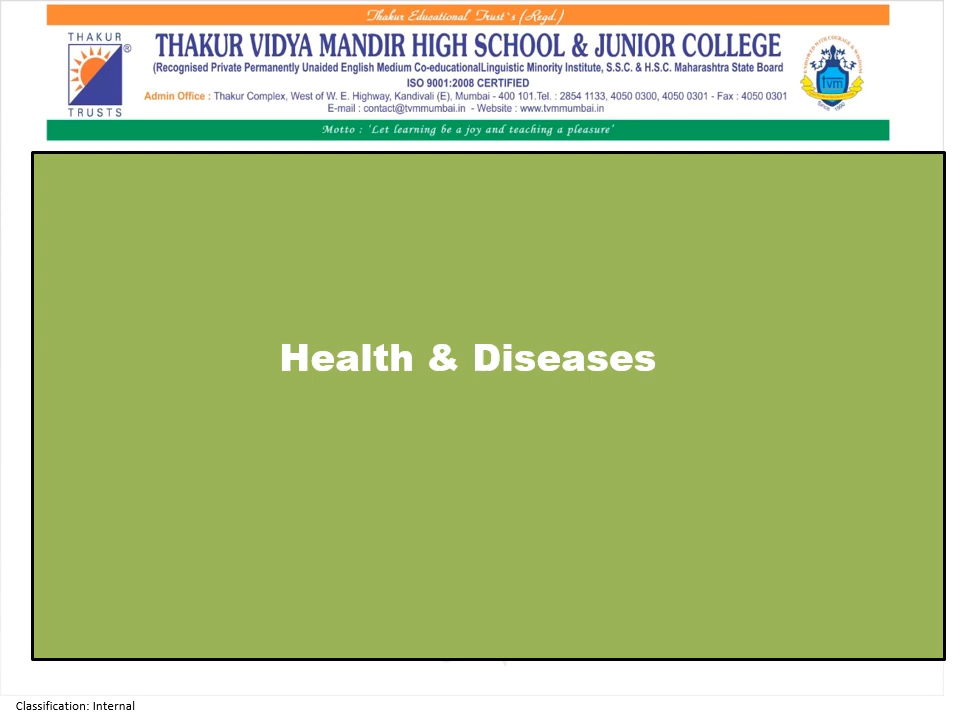 Thakur Educational Trust`s (Regd.)
THAKUR
®
TRUSTS
THAKUR VIDYA MANDIR HIGH SCHOOL & JUNIOR COLLEGE
(Recognised Private Permanently Unaided English Medium Co-educationalLinguistic Minority Institute, S.S.C. & H.S.C. Maharashtra State Board
ISO 9001:2008 CERTIFIED
Admin Office : Thakur Complex, West of W. E. Highway, Kandivali (E), Mumbai - 400 101.Tel. : 2854 1133, 4050 0300, 4050 0301 - Fax : 4050 0301
E-mail : contact@tvmmumbai.in - Website : www.tvmmumbai.in
tvm
Since - 1990
Motto : ‘Let learning be a joy and teaching a pleasure’
Health & Diseases
Classification: Internal